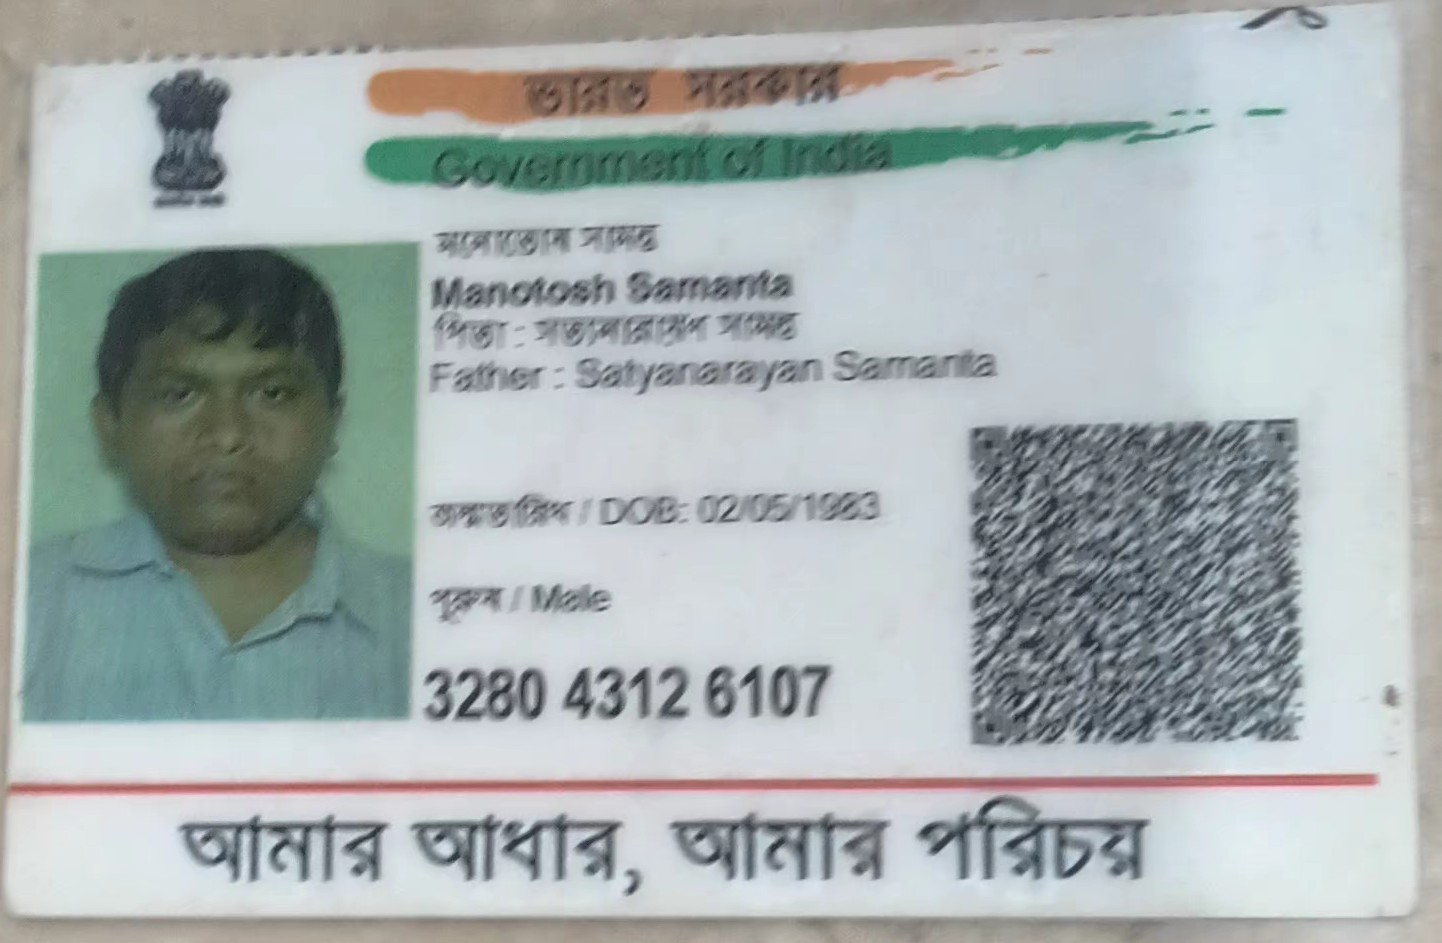 ভারত সরকার
Government of India
মনোতোষ সামন্ত
Manotosh Samanta
পিতা : সত্যনারায়ণ সামন্ত
Father : Satyanarayan Samanta
জন্মতারিখ / DOB: 02/05/1983
পুরুষ / Male
3280 4312 6107
আমার আধার, আমার পরিচয়